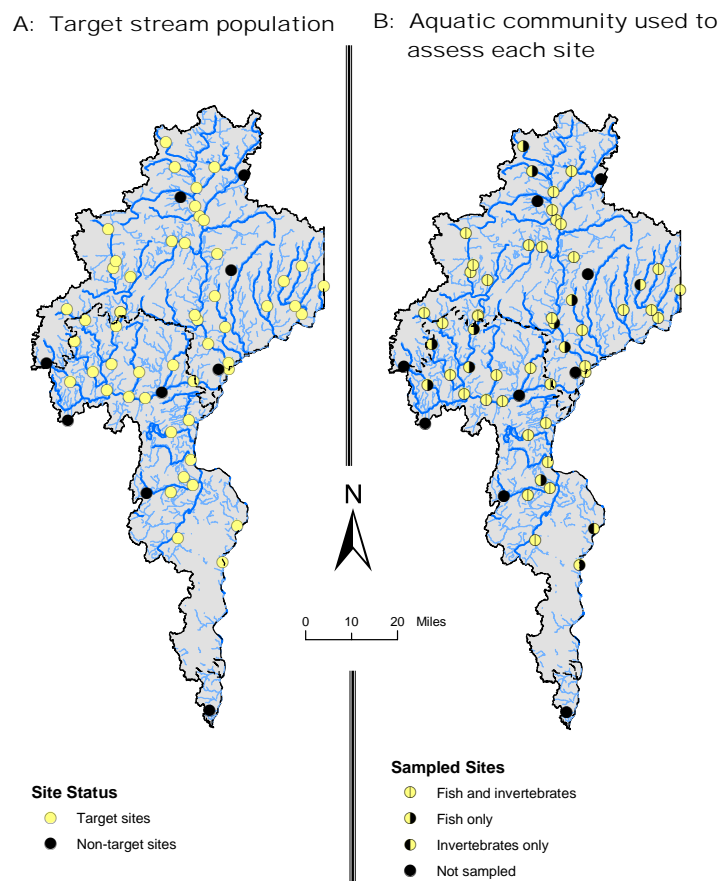 A: Target stream population
B: Aquatic community used to
assess each site
N
0 10 20 Miles
Site Status
Target sites
Non-target sites
Sampled Sites
Fish and invertebrates
Fish only
Invertebrates only
Not sampled